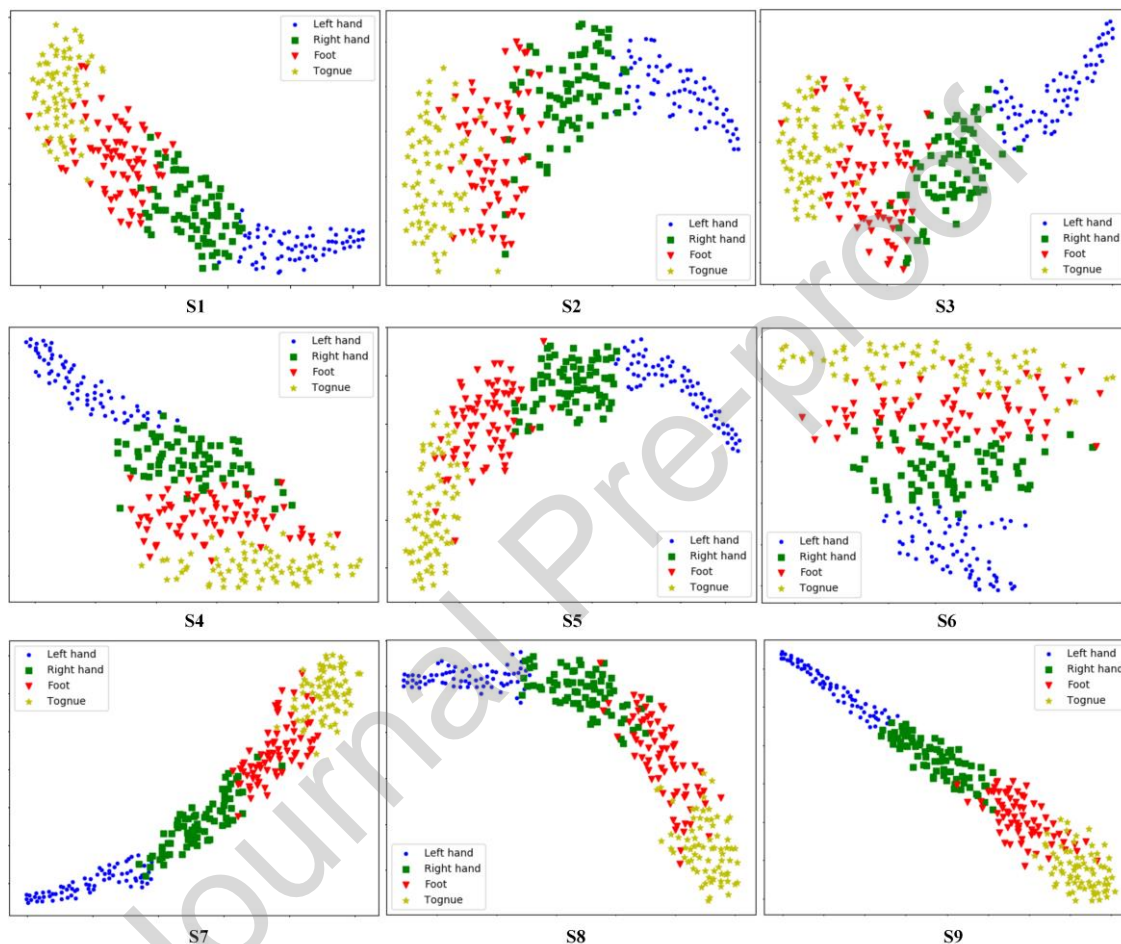 Left hand
Right hand
Foot
Tognue
S1
Left hand
Right hand
Foot
Tognue
S2
Left hand
Right hand
Foot
Tognue
S3
Left hand
Right hand
Foot
Tognue
S4
Left hand
Right hand
Foot
Tognue
S5
Left hand
Right hand
Foot
Tognue
S6
Left hand
Right hand
Foot
Tognue
S7
Left hand
Right hand
Foot
Tognue
S8
Left hand
Right hand
Foot
Tognue
S9
Journal Pre-proof